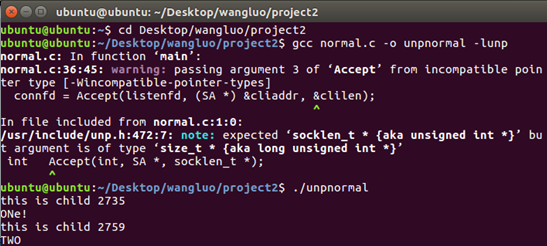 ubuntu@ubuntu: ~/Desktop/wangluo/project2
ubuntu@ubuntu:~$ cd Desktop/wangluo/project2
ubuntu@ubuntu:~/Desktop/wangluo/project2$ gcc normal.c -o unpnormal -lunp
normal.c: In function ‘main’:
normal.c:36:45: warning: passing argument 3 of ‘Accept’ from incompatible poin
ter type [-Wincompatible-pointer-types]
connfd = Accept(listenfd, (SA *) &cliaddr, &clilen);
^
In file included from normal.c:1:0:
/usr/include/unp.h:472:7: note: expected ‘socklen_t * {aka unsigned int *}’ bu
t argument is of type ‘size_t * {aka long unsigned int *}’
int   Accept(int, SA *, socklen_t *);
^
ubuntu@ubuntu:~/Desktop/wangluo/project2$ ./unpnormal
this is child 2735
ONe!
this is child 2759
TWO